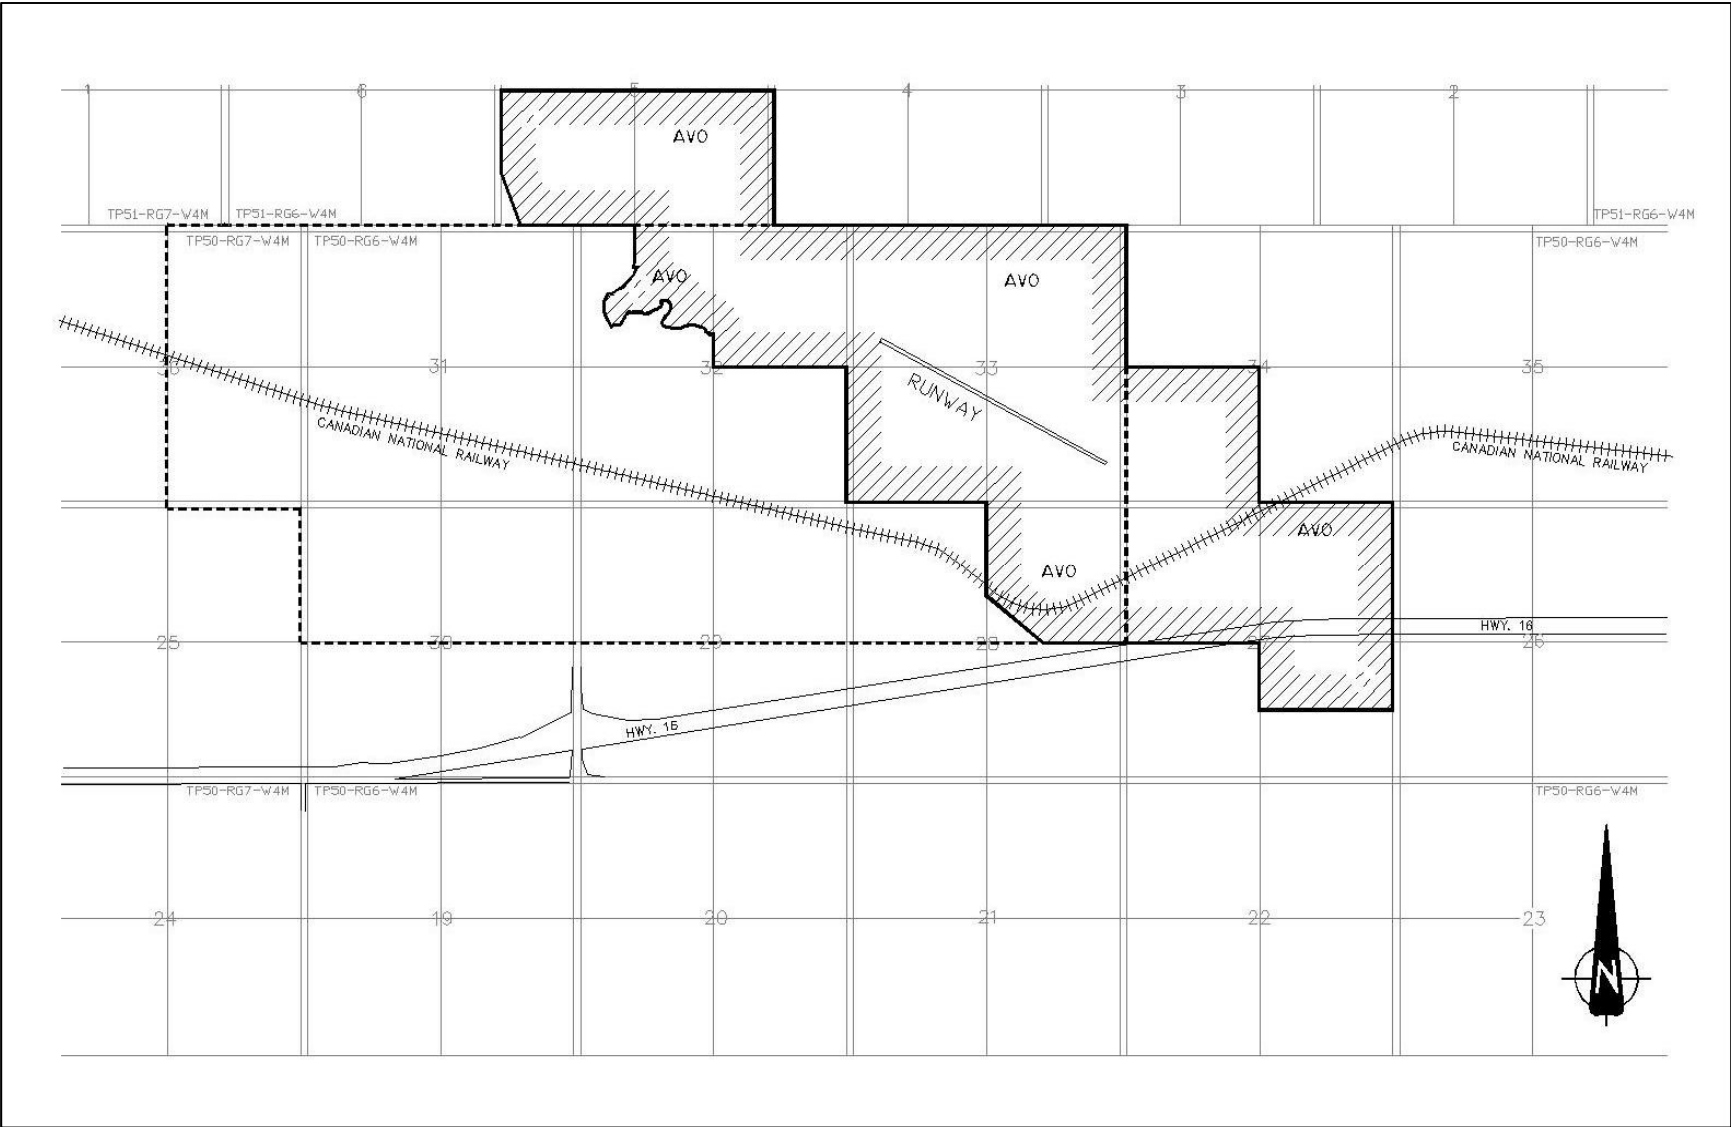 1 6 5 4 3 2
AVO
TP51-RG7-W4M TP51-RG6-W4M TP51-RG6-W4M
TP50-RG7-W4M TP50-RG6-W4M TP50-RG6-W4M
AVO AVO
36 31 32 33 34 35
RUNWAY
CANADIAN NATIONAL RAILWAY
CANADIAN NATIONAL RAILWAY
AVO
AVO
HWY. 16
25 30 29 28 27 26
HWY. 16
TP50-RG7-W4M TP50-RG6-W4M TP50-RG6-W4M
24 19 20 21 22 23
N